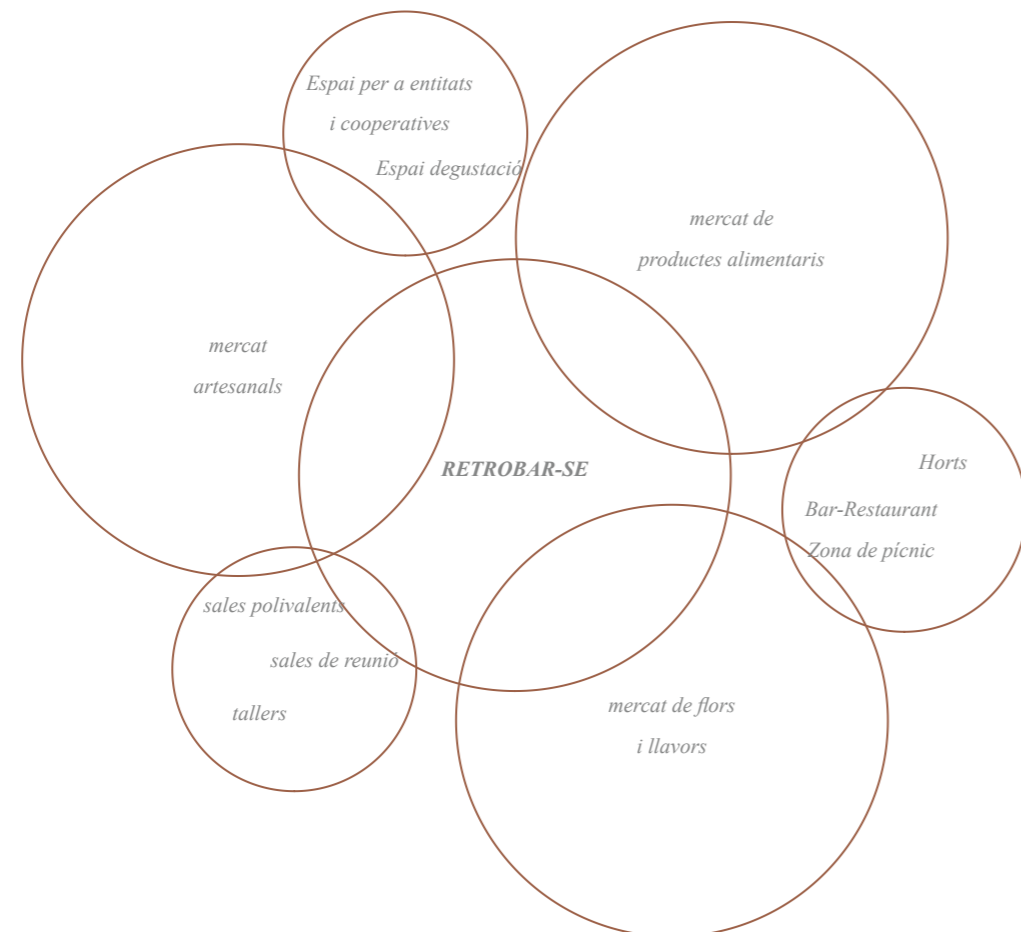 Espai per a entitats
i cooperatives
Espai degustació
mercat de
productes alimentaris
mercat
artesanals
RETROBAR-SE
Horts
Bar-Restaurant
Zona de pícnic
sales polivalents
sales de reunió
tallers
mercat de flors
i llavors